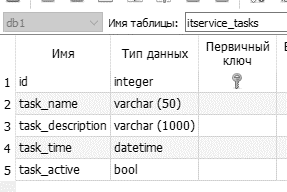 db1 Имя таблицы: itservice_tasks
Имя Тип данных Первичный ключ
1 id integer
2 task_name varchar (50)
3 task_description varchar (1000)
4 task_time datetime
5 task_active bool